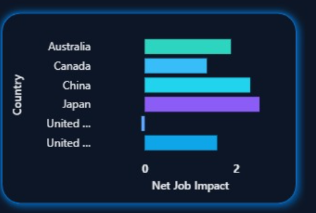 Country
Australia
Canada
China
Japan
United ...
United ...
0 2
Net Job Impact